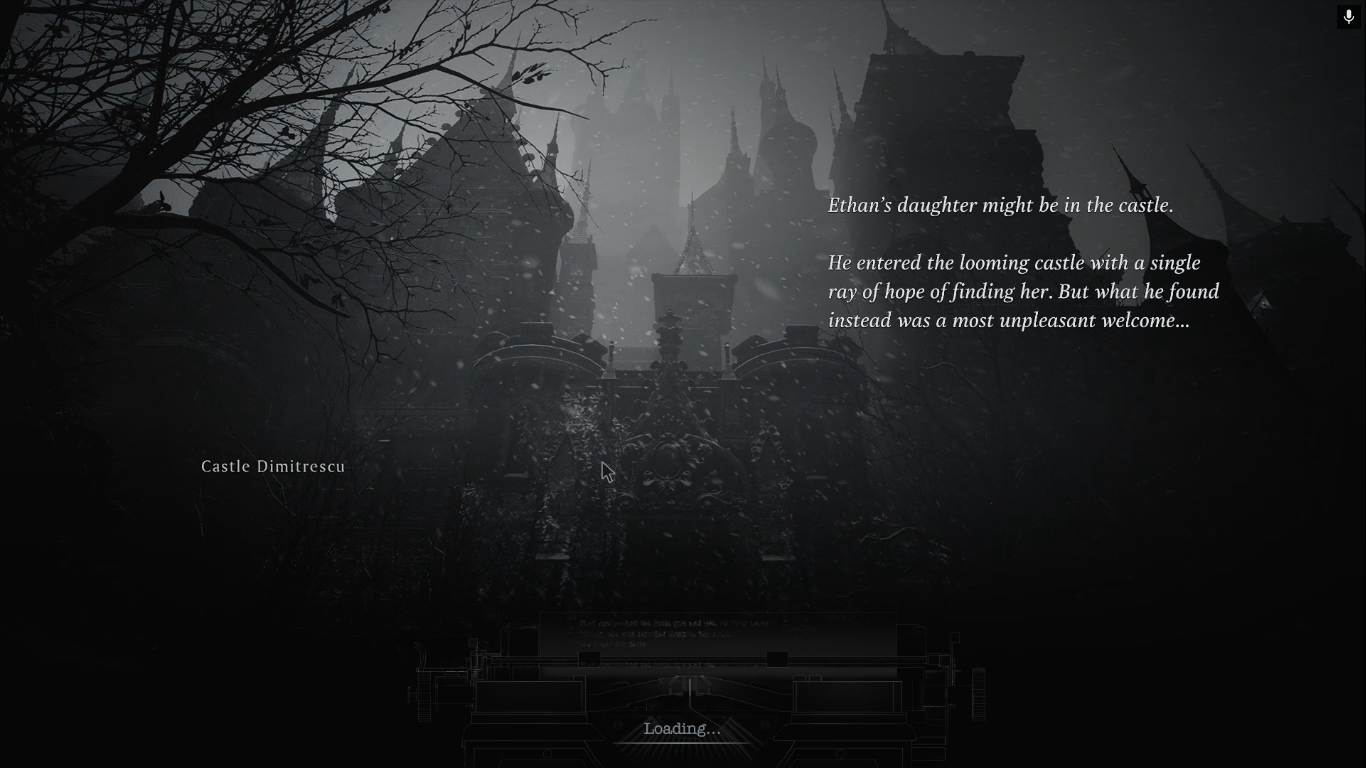 Ethan’s daughter might be in the castle.
He entered the looming castle with a single
ray of hope of finding her. But what he found
instead was a most unpleasant welcome...
Castle Dimitrescu
Loading...